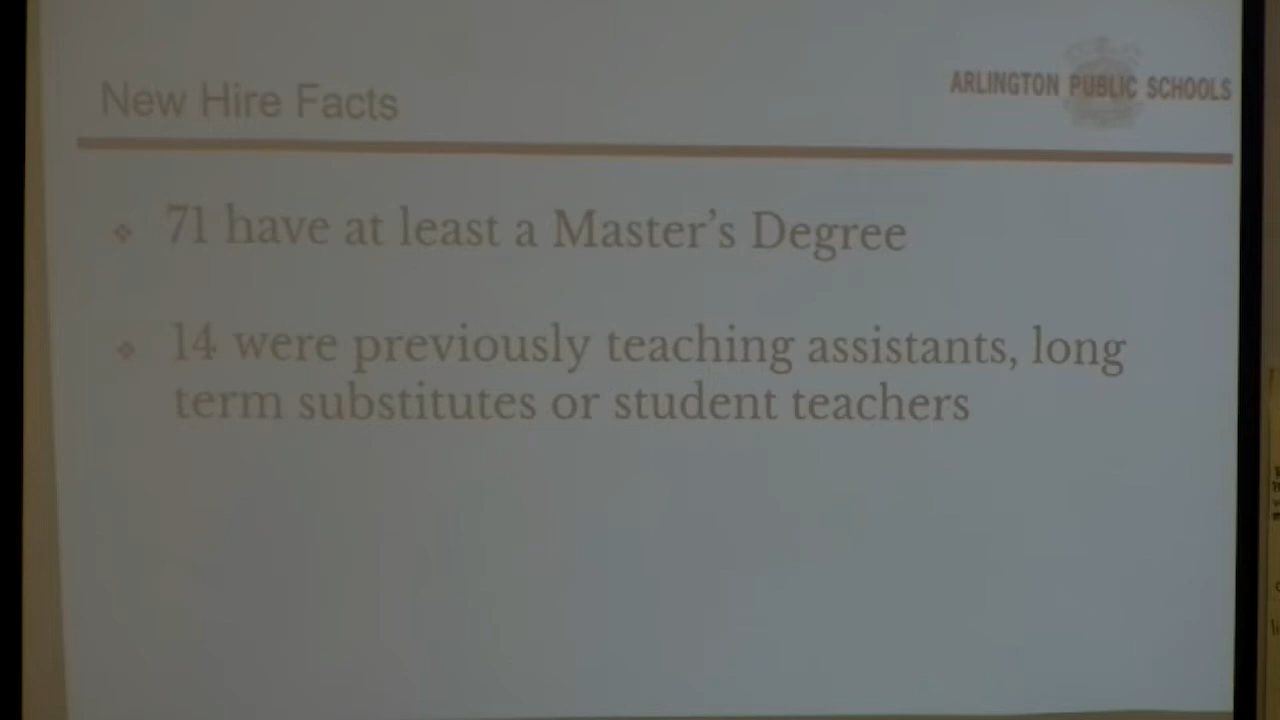 New Hire Facts
ARLINGTON PUBLIC SCHOOLS
71 have at least a Master’s Degree
14 were previously teaching assistants, long
term substitutes or student teachers